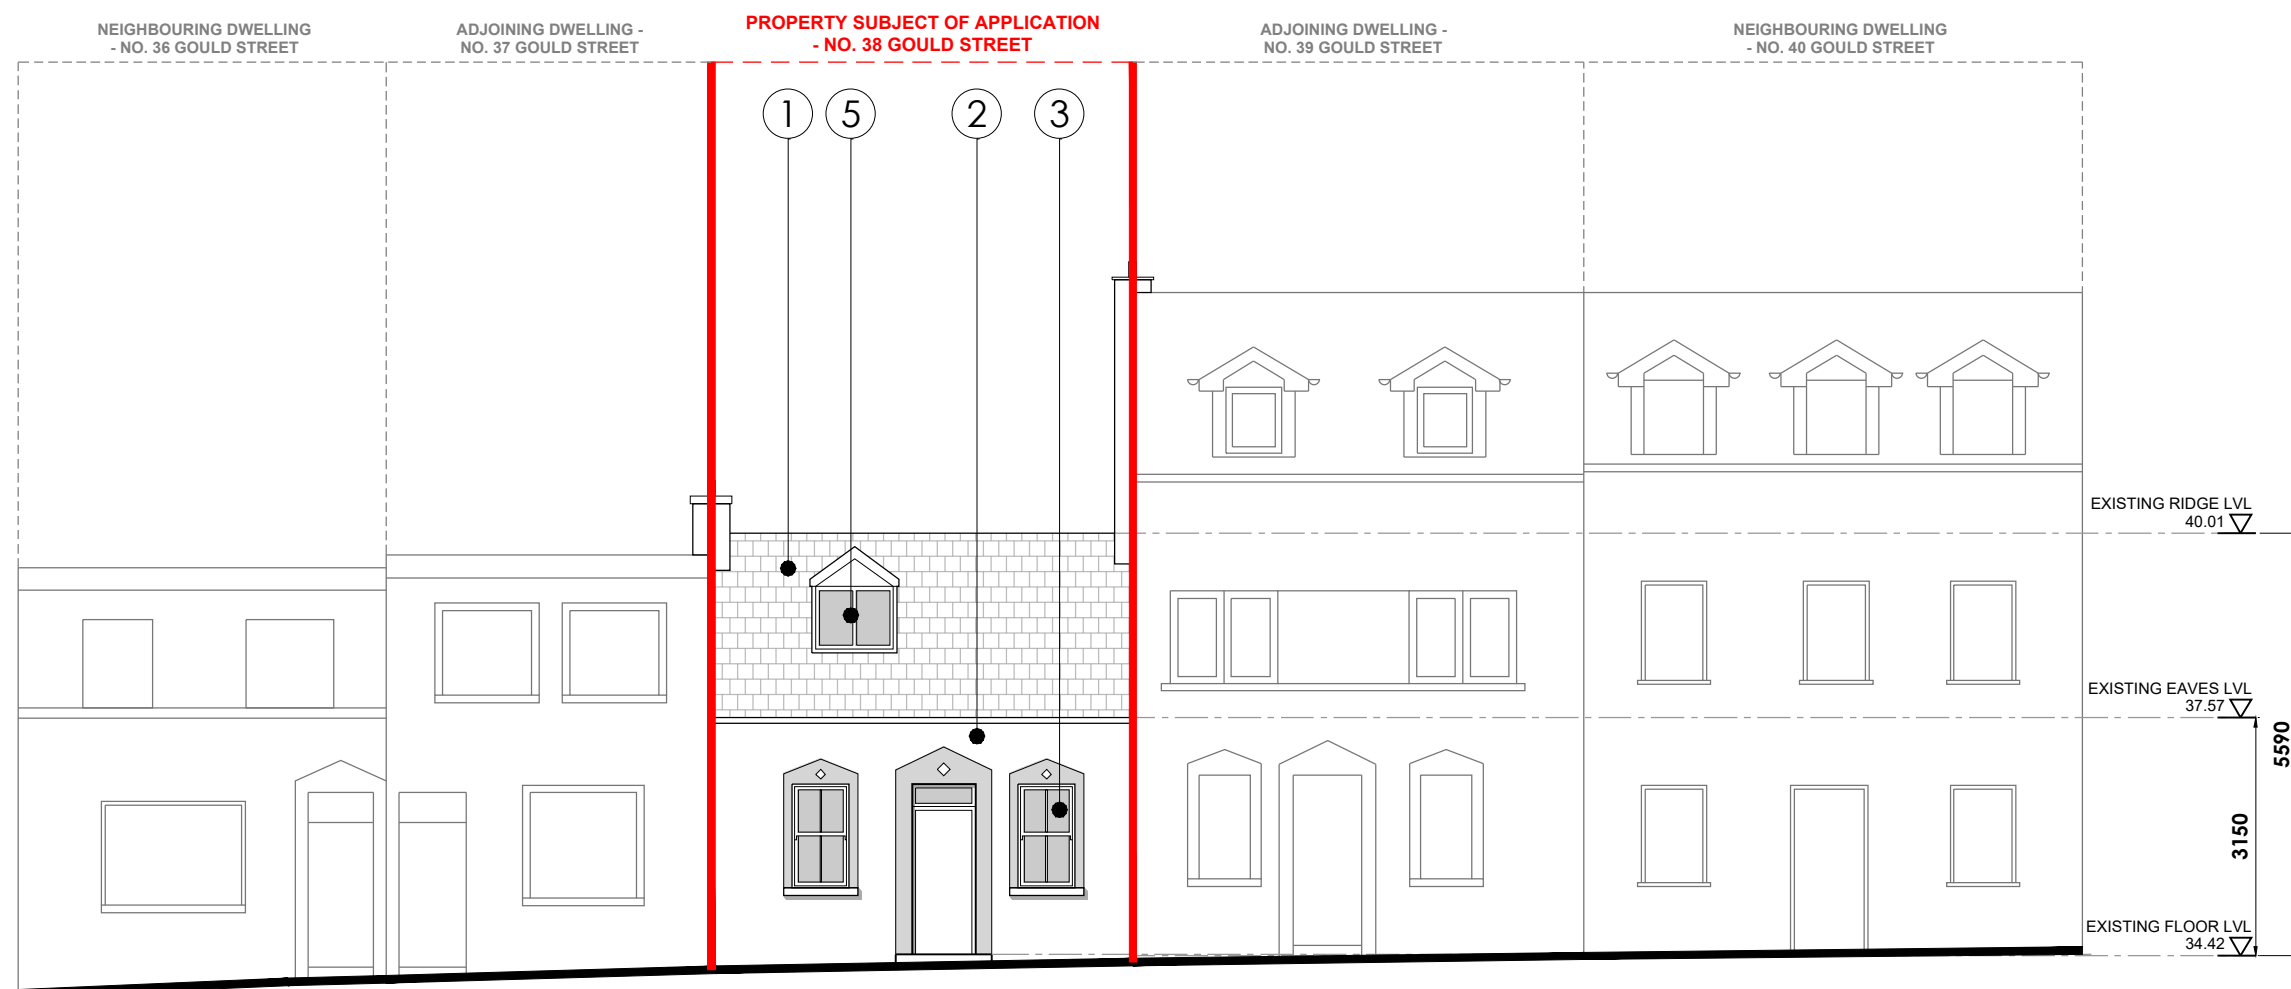 NEIGHBOURING DWELLING
- NO. 36 GOULD STREET
ADJOINING DWELLING -
NO. 37 GOULD STREET
PROPERTY SUBJECT OF APPLICATION
- NO. 38 GOULD STREET
ADJOINING DWELLING -
NO. 39 GOULD STREET
NEIGHBOURING DWELLING
- NO. 40 GOULD STREET
1
5
2
3
EXISTING RIDGE LVL
40.01
EXISTING EAVES LVL
37.57
5590
3150
EXISTING FLOOR LVL
34.42